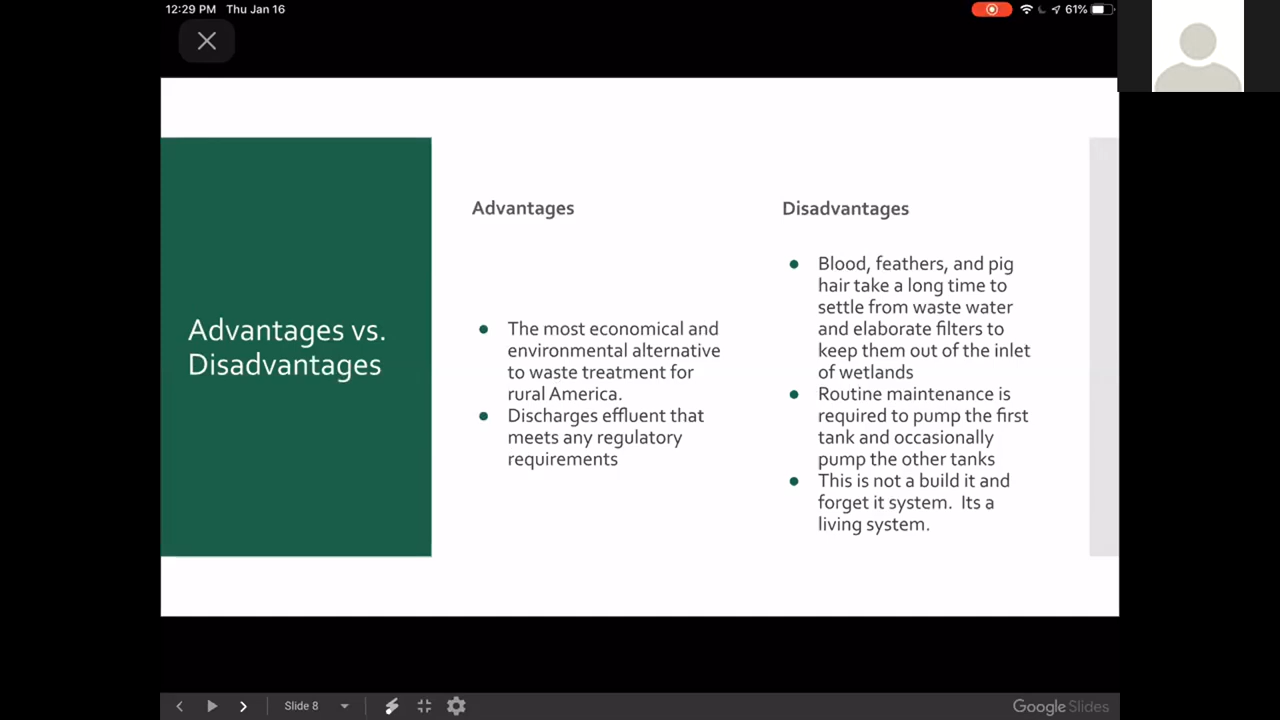 12:29 PM Thu Jan 16
61%
Advantages vs.
Disadvantages
Advantages
● The most economical and
environmental alternative
to waste treatment for
rural America.
● Discharges effluent that
meets any regulatory
requirements
Disadvantages
● Blood, feathers, and pig
hair take a long time to
settle from waste water
and elaborate filters to
keep them out of the inlet
of wetlands
● Routine maintenance is
required to pump the first
tank and occasionally
pump the other tanks
● This is not a build it and
forget it system.  Its a
living system.
Slide 8
Google Slides